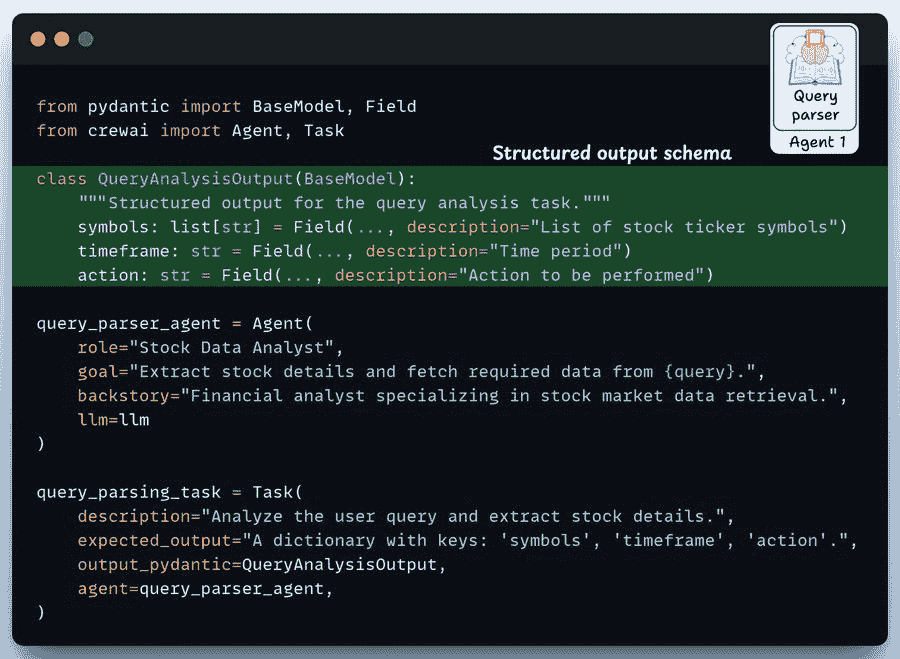 Query
parser
Agent 1
from pydantic import BaseModel, Field
from crewai import Agent, Task
Structured output schema
class QueryAnalysisOutput(BaseModel):
    """Structured output for the query analysis task."""
    symbols: list[str] = Field(..., description="List of stock ticker symbols")
    timeframe: str = Field(..., description="Time period")
    action: str = Field(..., description="Action to be performed")
query_parser_agent = Agent(
    role="Stock Data Analyst",
    goal="Extract stock details and fetch required data from {query}.",
    backstory="Financial analyst specializing in stock market data retrieval.",
    llm=llm
)
query_parsing_task = Task(
    description="Analyze the user query and extract stock details.",
    expected_output="A dictionary with keys: 'symbols', 'timeframe', 'action'.",
    output_pydantic=QueryAnalysisOutput,
    agent=query_parser_agent,
)